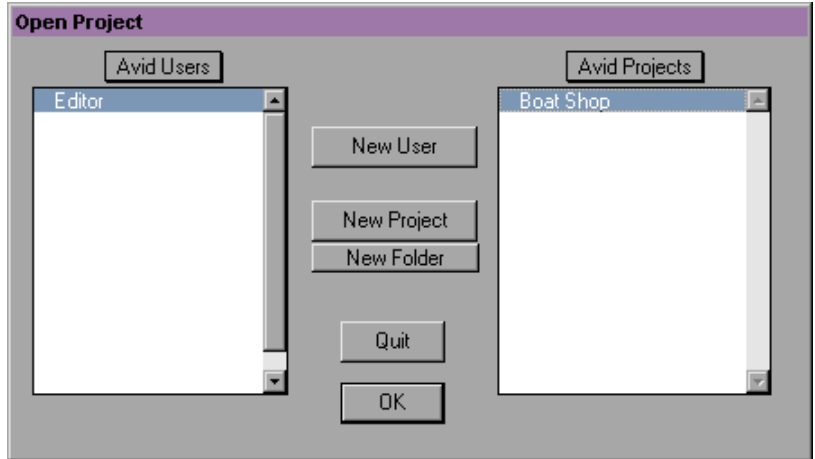 Open Project
Avid Users
Avid Projects
Editor
Boat Shop
New User
New Project
New Folder
Quit
OK